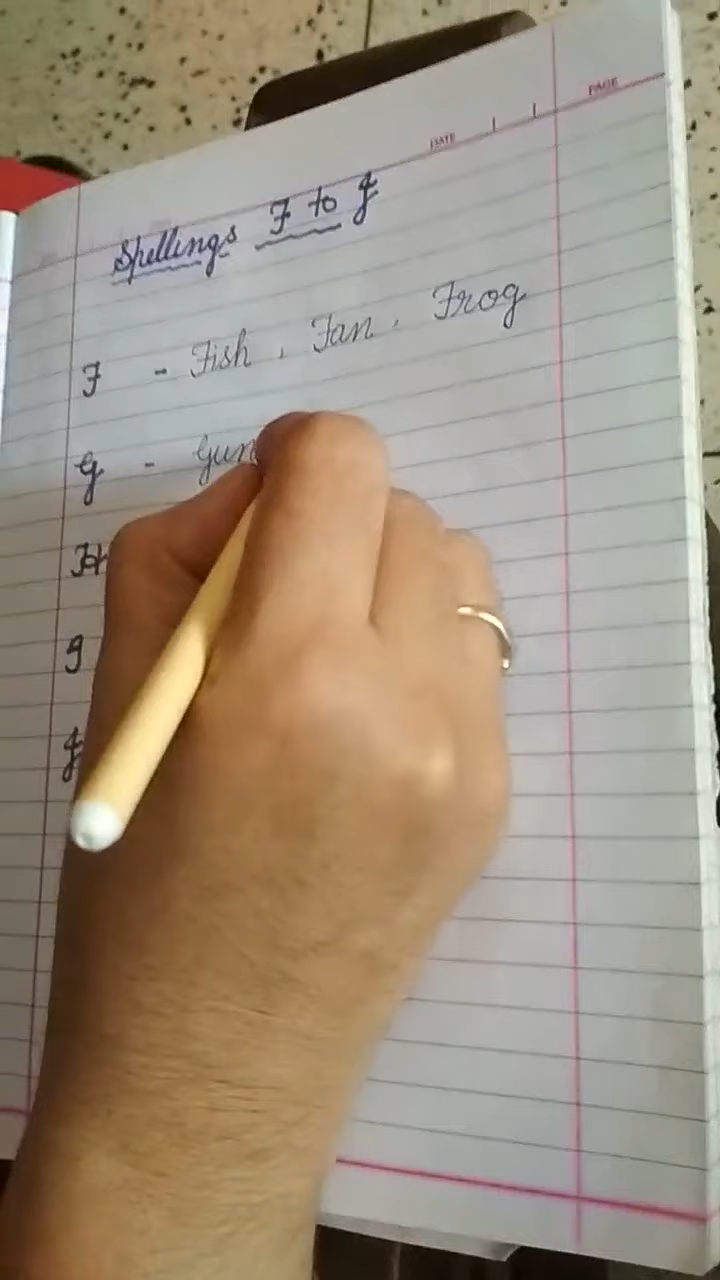 DATE PAGE
Spellings F to J
F - Fish, Fan, Frog
G - Gun
H
I
J